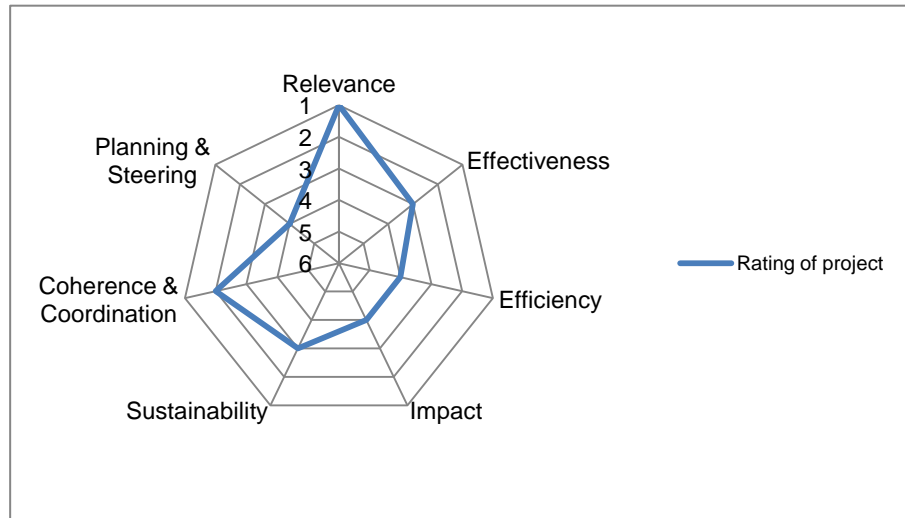 Relevance
1
2
3
4
5
6
Planning &
Steering
Effectiveness
Coherence &
Coordination
Efficiency
Sustainability
Impact
Rating of project